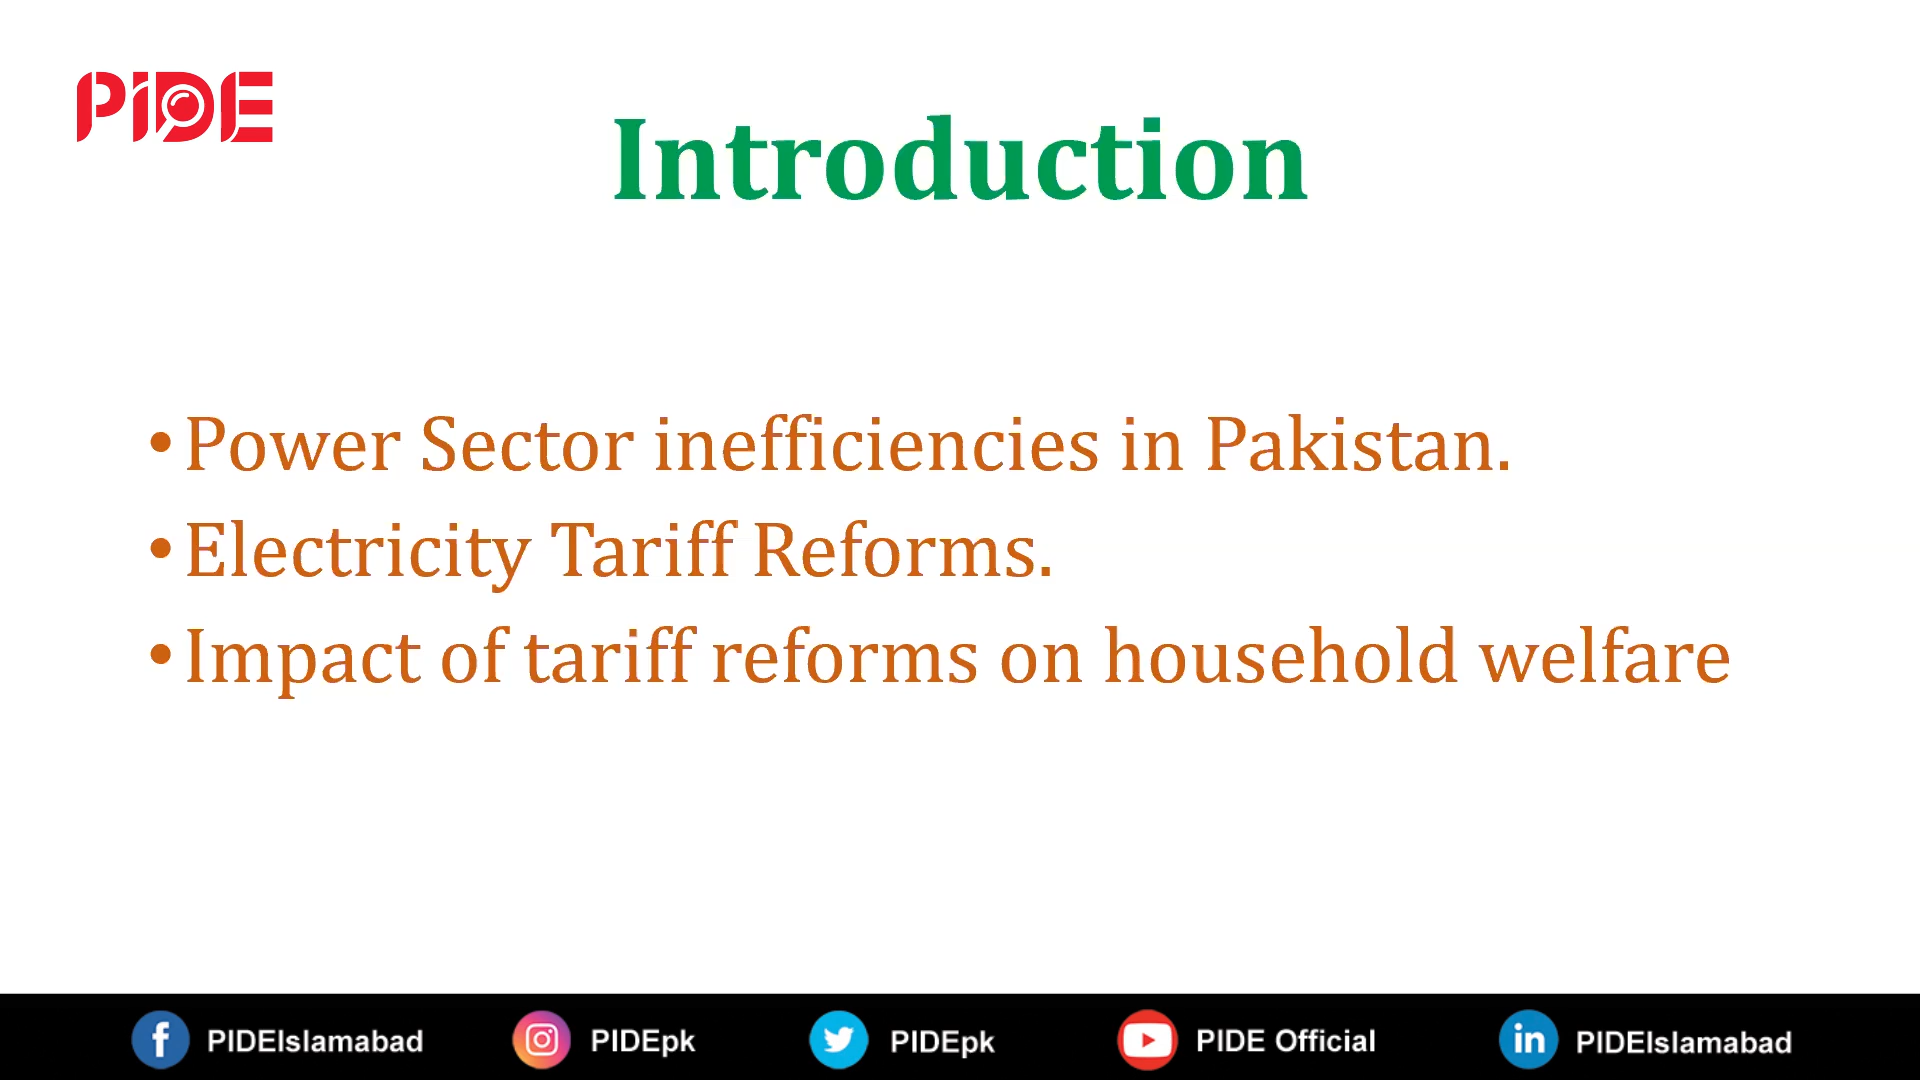 PIDE
Introduction
•Power Sector inefficiencies in Pakistan.
•Electricity Tariff Reforms.
•Impact of tariff reforms on household welfare
PIDEIslamabad PIDEpk PIDEpk PIDE Official PIDEIslamabad